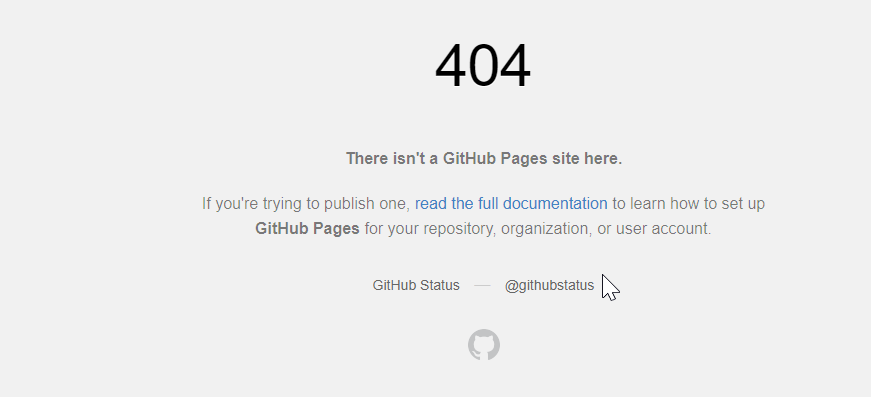 404
There isn't a GitHub Pages site here.
If you're trying to publish one, read the full documentation to learn how to set up
GitHub Pages for your repository, organization, or user account.
GitHub Status — @githubstatus